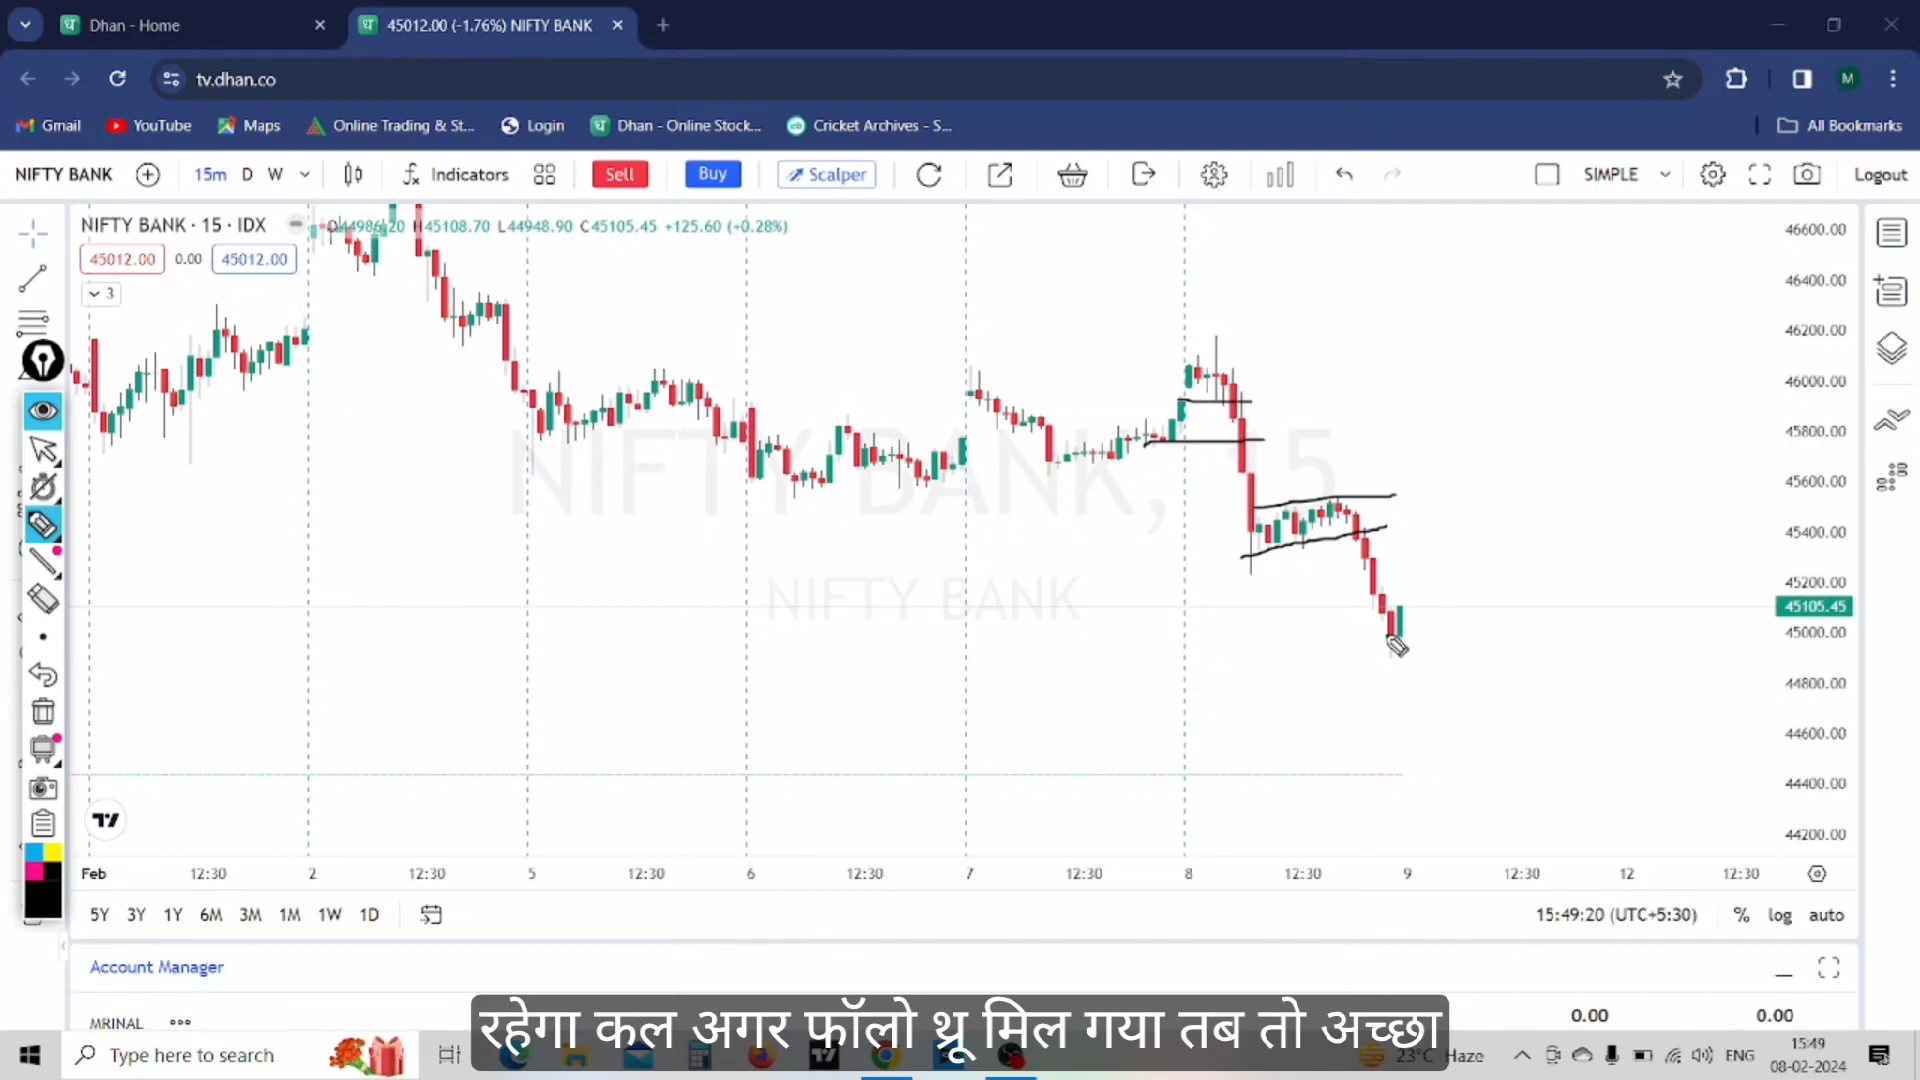 Dhan - Home
45012.00 (-1.76%) NIFTY BANK
tv.dhan.co
M
Gmail
YouTube
Maps
Online Trading & St...
Login
Dhan - Online Stock...
Cricket Archives - S...
All Bookmarks
NIFTY BANK
15m
D
W
Indicators
Sell
Buy
Scalper
SIMPLE
Logout
NIFTY BANK · 15 · IDX
O44986.20 H45108.70 L44948.90 C45105.45 +125.60 (+0.28%)
45012.00
0.00
45012.00
3
NIFTY BANK, 15
NIFTY BANK
46600.00
46400.00
46200.00
46000.00
45800.00
45600.00
45400.00
45200.00
45105.45
45000.00
44800.00
44600.00
44400.00
44200.00
Feb
12:30
2
12:30
5
12:30
6
12:30
7
12:30
8
12:30
9
12:30
12
12:30
5Y
3Y
1Y
6M
3M
1M
1W
1D
15:49:20 (UTC+5:30)
%
log
auto
Account Manager
MRINAL
0.00
0.00
रहेगा कल अगर फॉलो थ्रू मिल गया तब तो अच्छा
Type here to search
23°C Haze
ENG
15:49
08-02-2024